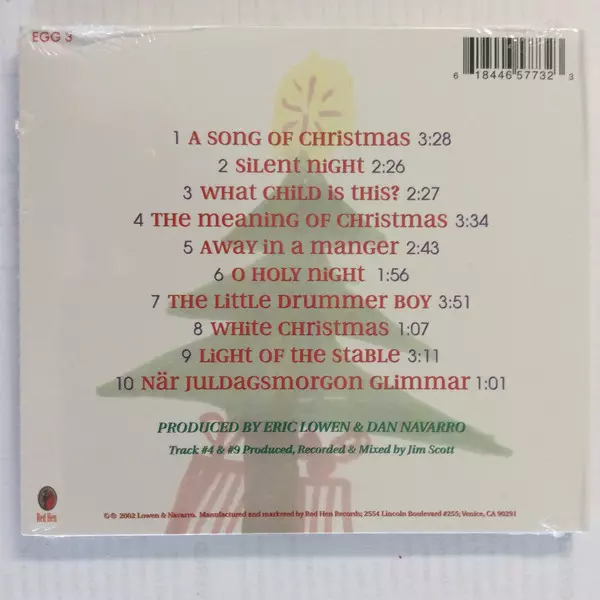 EGG 3
6 18446 57732 3
1 A SONG OF CHRISTMAS 3:28
2 SILENT NIGHT 2:26
3 WHAT CHILD IS THIS? 2:27
4 THE MEANING OF CHRISTMAS 3:34
5 AWAY IN A MANGER 2:43
6 O HOLY NIGHT 1:56
7 THE LITTLE DRUMMER BOY 3:51
8 WHITE CHRISTMAS 1:07
9 LIGHT OF THE STABLE 3:11
10 NÄR JULDAGSMORGON GLIMMAR 1:01
PRODUCED BY ERIC LOWEN & DAN NAVARRO
Track #4 & #9 Produced, Recorded & Mixed by Jim Scott
©℗ 2002 Lowen & Navarro. Manufactured and marketed by Red Hen Records; 2554 Lincoln Boulevard #255; Venice, CA 90291
Red Hen